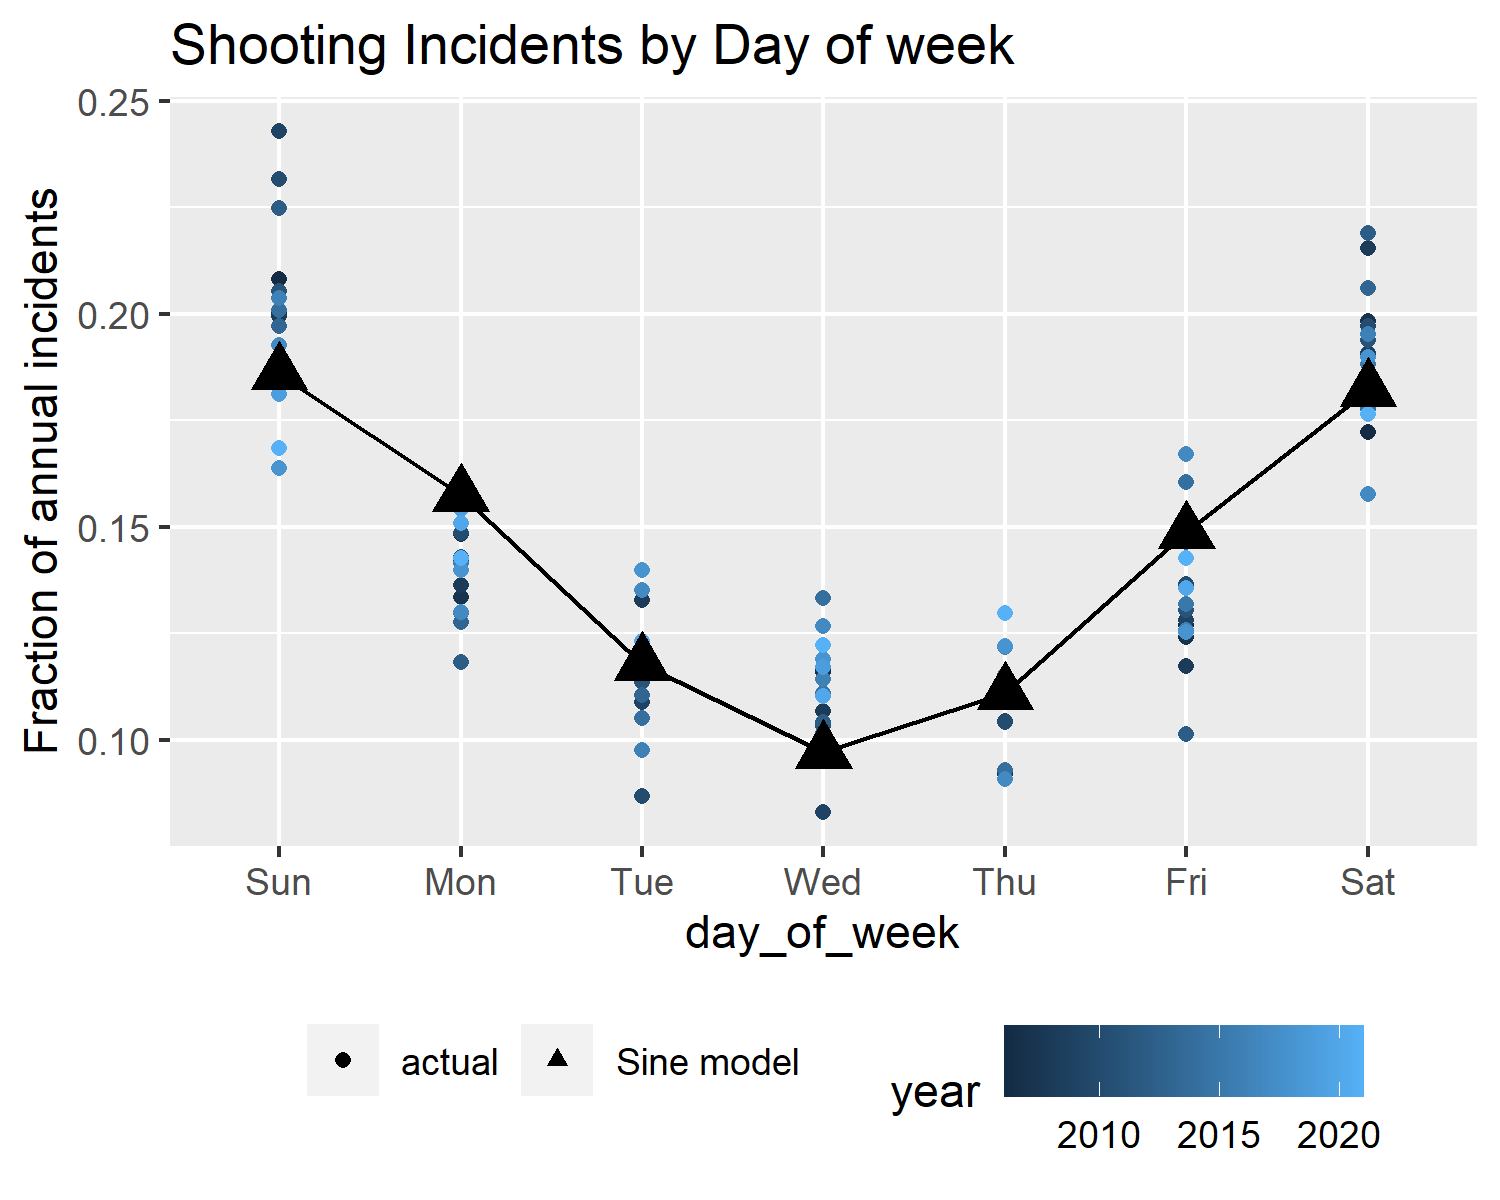 Shooting Incidents by Day of week
Fraction of annual incidents
0.25
0.20
0.15
0.10
Sun Mon Tue Wed Thu Fri Sat
day_of_week
actual Sine model
year
2010 2015 2020